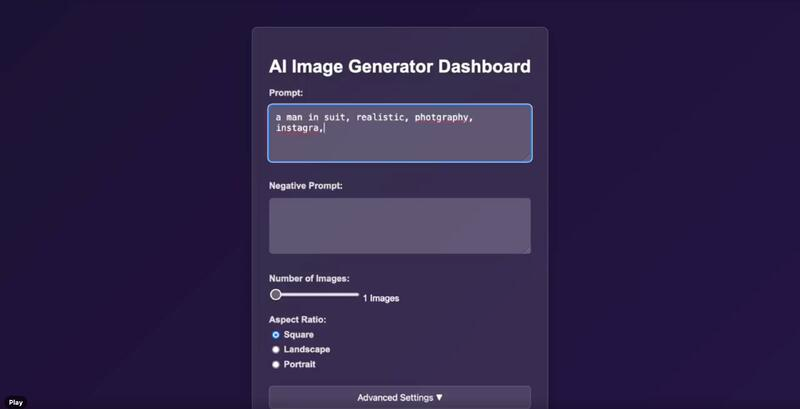 AI Image Generator Dashboard
Prompt:
a man in suit, realistic, photgraphy,
instagra,
Negative Prompt:
Number of Images:
1 Images
Aspect Ratio:
Square
Landscape
Portrait
Advanced Settings ▼
Play